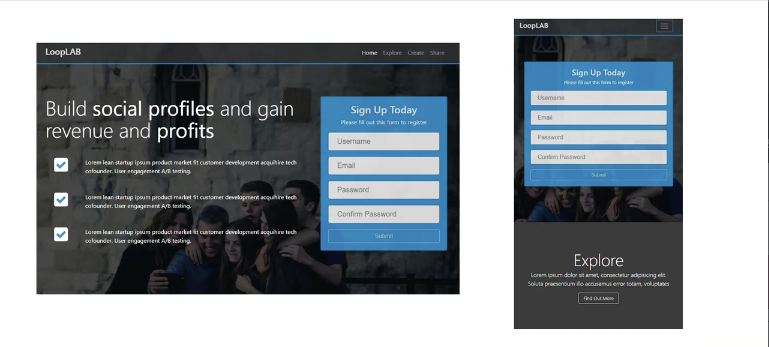 LoopLAB
Home Explore Create Share
Build social profiles and gain
revenue and profits
Lorem lean startup ipsum product market fit customer development acquihire tech
cofounder. User engagement A/B testing.
Lorem lean startup ipsum product market fit customer development acquihire tech
cofounder. User engagement A/B testing.
Lorem lean startup ipsum product market fit customer development acquihire tech
cofounder. User engagement A/B testing.
Sign Up Today
Please fill out this form to register
Username
Email
Password
Confirm Password
Submit
LoopLAB
Sign Up Today
Please fill out this form to register
Username
Email
Password
Confirm Password
Submit
Explore
Lorem ipsum dolor sit amet, consectetur adipiscing elit.
Soluta praesentium illo accusamus error totam, voluptates
Find Out More